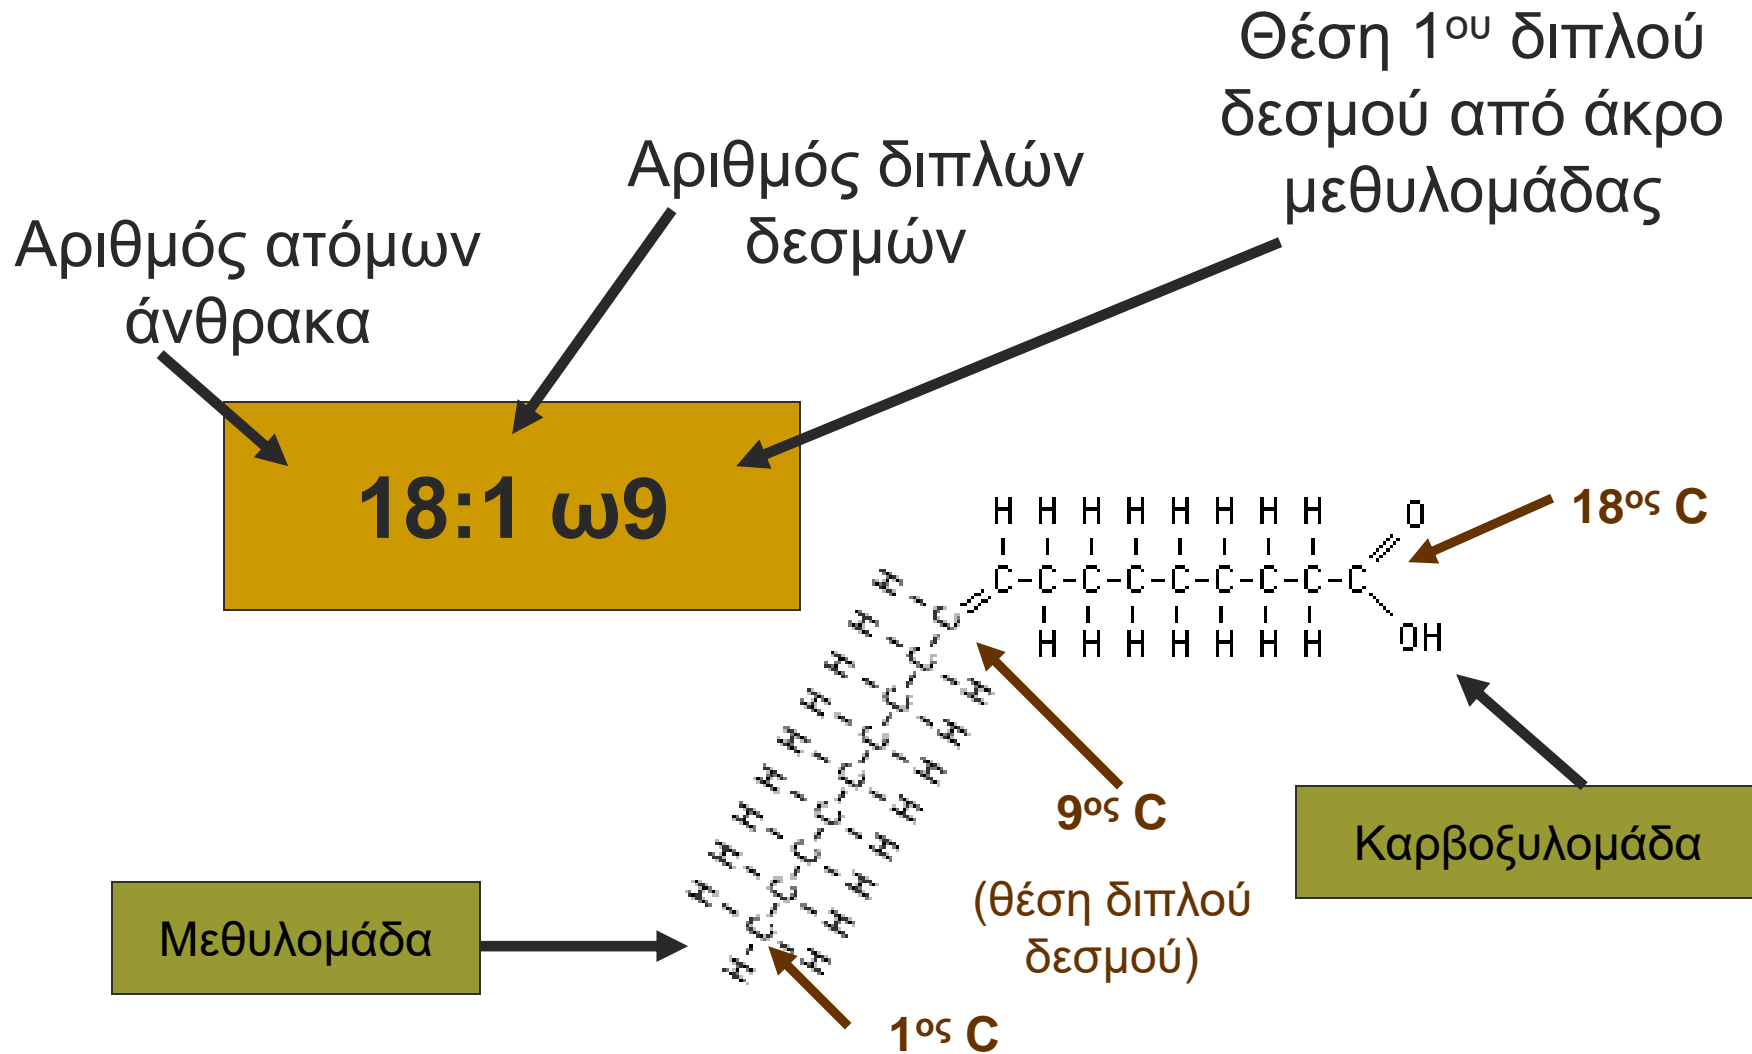 Θέση 1ου διπλού
δεσμού από άκρο
μεθυλομάδας
Αριθμός διπλών
δεσμών
Αριθμός ατόμων
άνθρακα
18:1 ω9
18ος C
H H H H H H H H O
C-C-C-C-C-C-C-C-C
H H H H H H H OH
H C
H C H
H C H
H C H
H C H
H C H
H C H
H C H
H C H
H
9ος C
(θέση διπλού
δεσμού)
Καρβοξυλομάδα
Μεθυλομάδα
1ος C